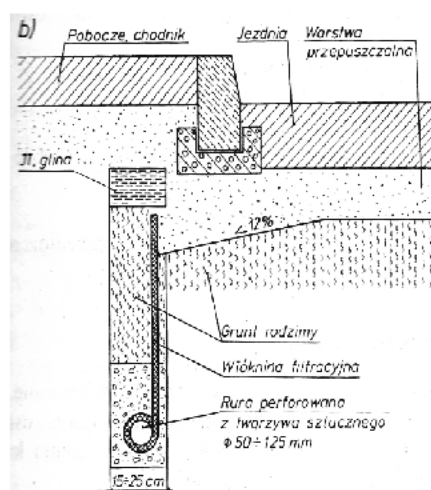 b)
Pobocze, chodnik
Jezdnia
Warstwa
przepuszczalna
Jł, glina
12%
Grunt rodzimy
Włóknina filtracyjna
Rura perforowana
z tworzywa sztucznego
φ 50÷125 mm
15÷25 cm